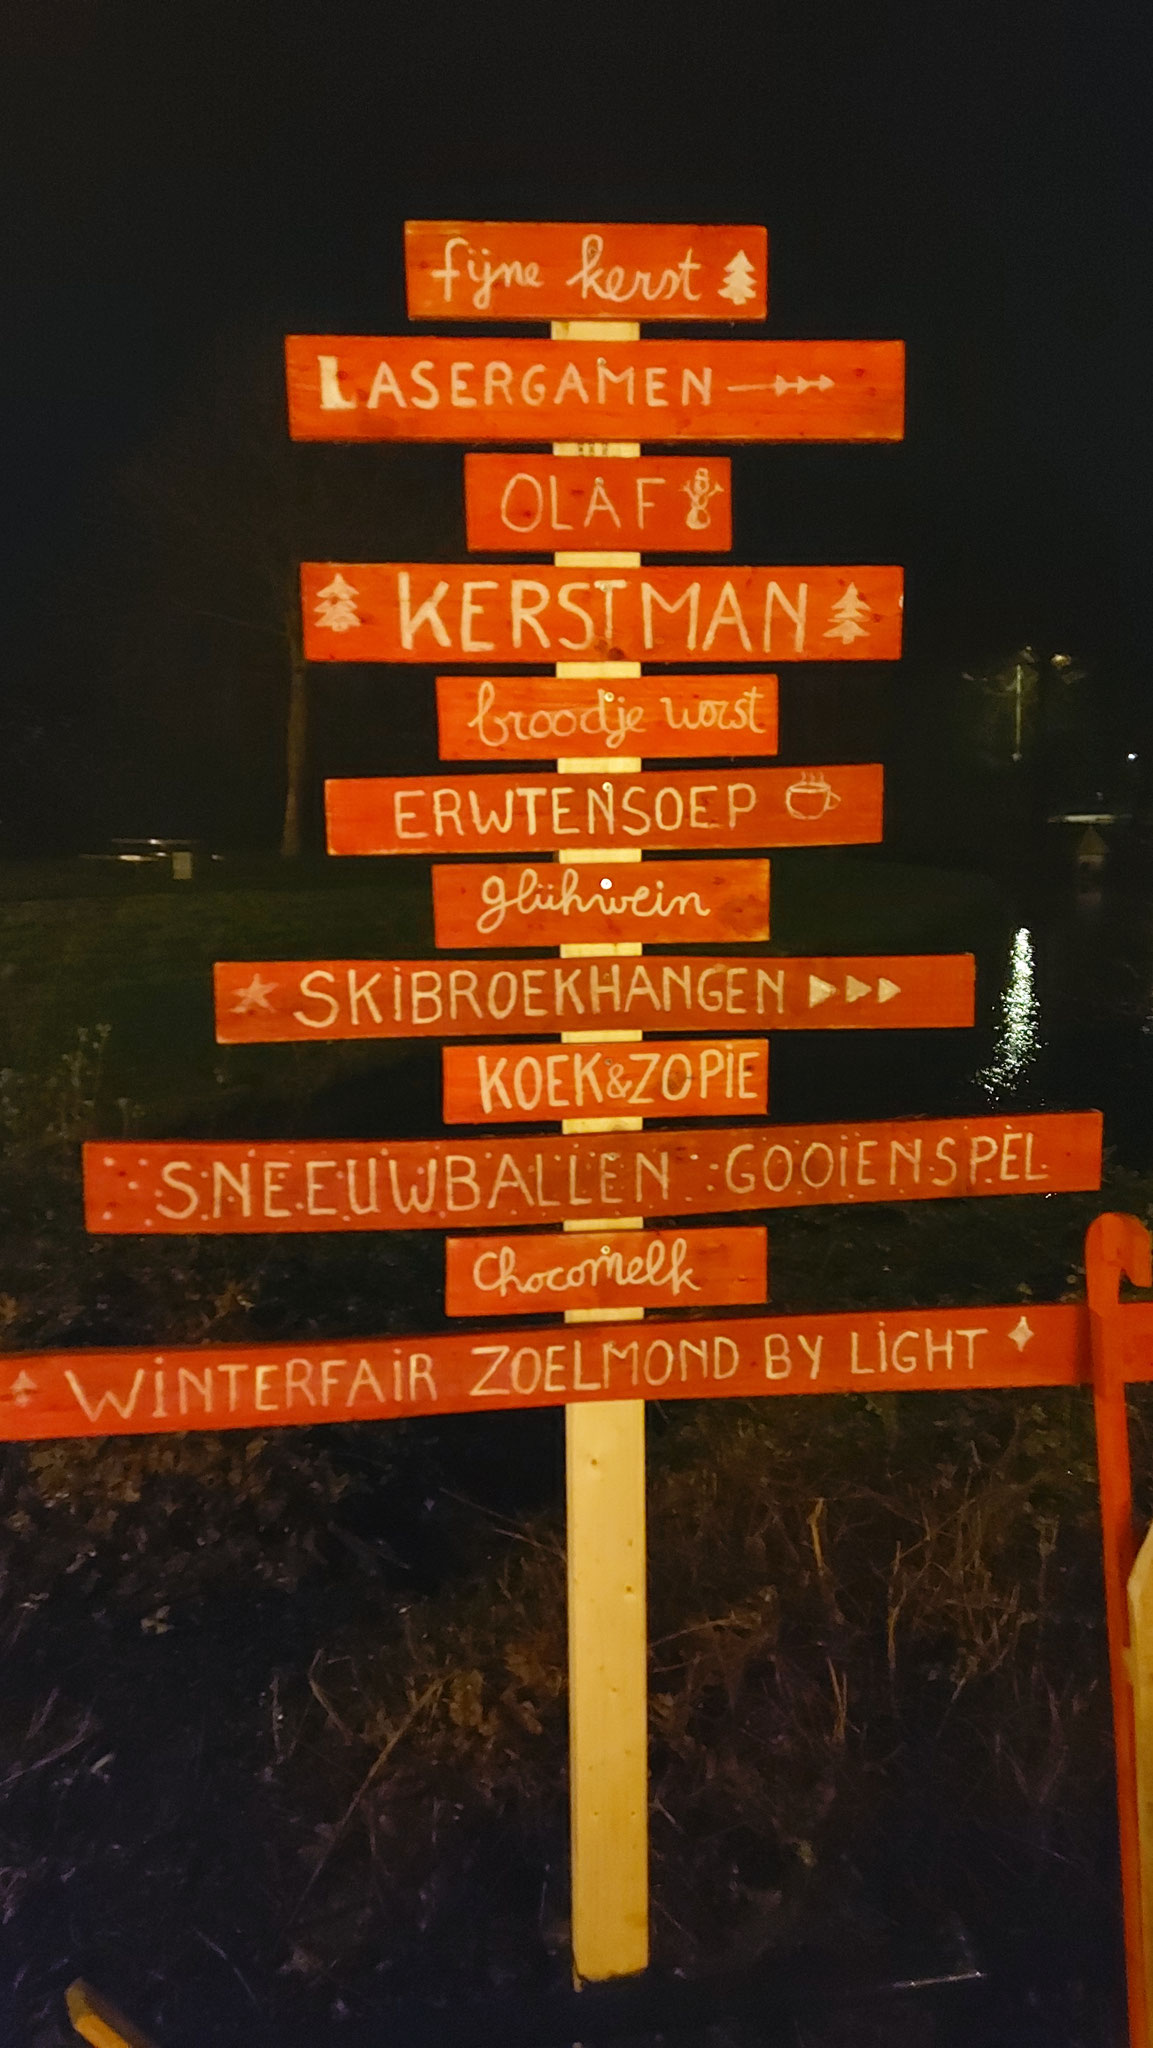 fijne kerst
LASERGAMEN
OLAF
KERSTMAN
broodje worst
ERWTENSOEP
glühwein
SKiBROEKHANGEN
KOEK&ZOPiE
SNEEUWBALLEN GOOiENSPEL
Chocomelk
WiNTERFAiR ZOELMOND BY LiGHT